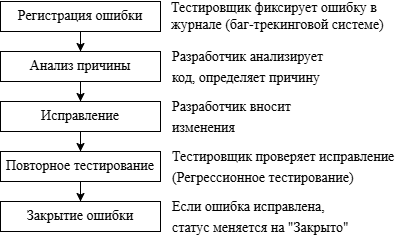 Регистрация ошибки
Тестировщик фиксирует ошибку в
журнале (баг-трекинговой системе)
Анализ причины
Разработчик анализирует
код, определяет причину
Исправление
Разработчик вносит
изменения
Повторное тестирование
Тестировщик проверяет исправление
(Регрессионное тестирование)
Закрытие ошибки
Если ошибка исправлена,
статус меняется на "Закрыто"